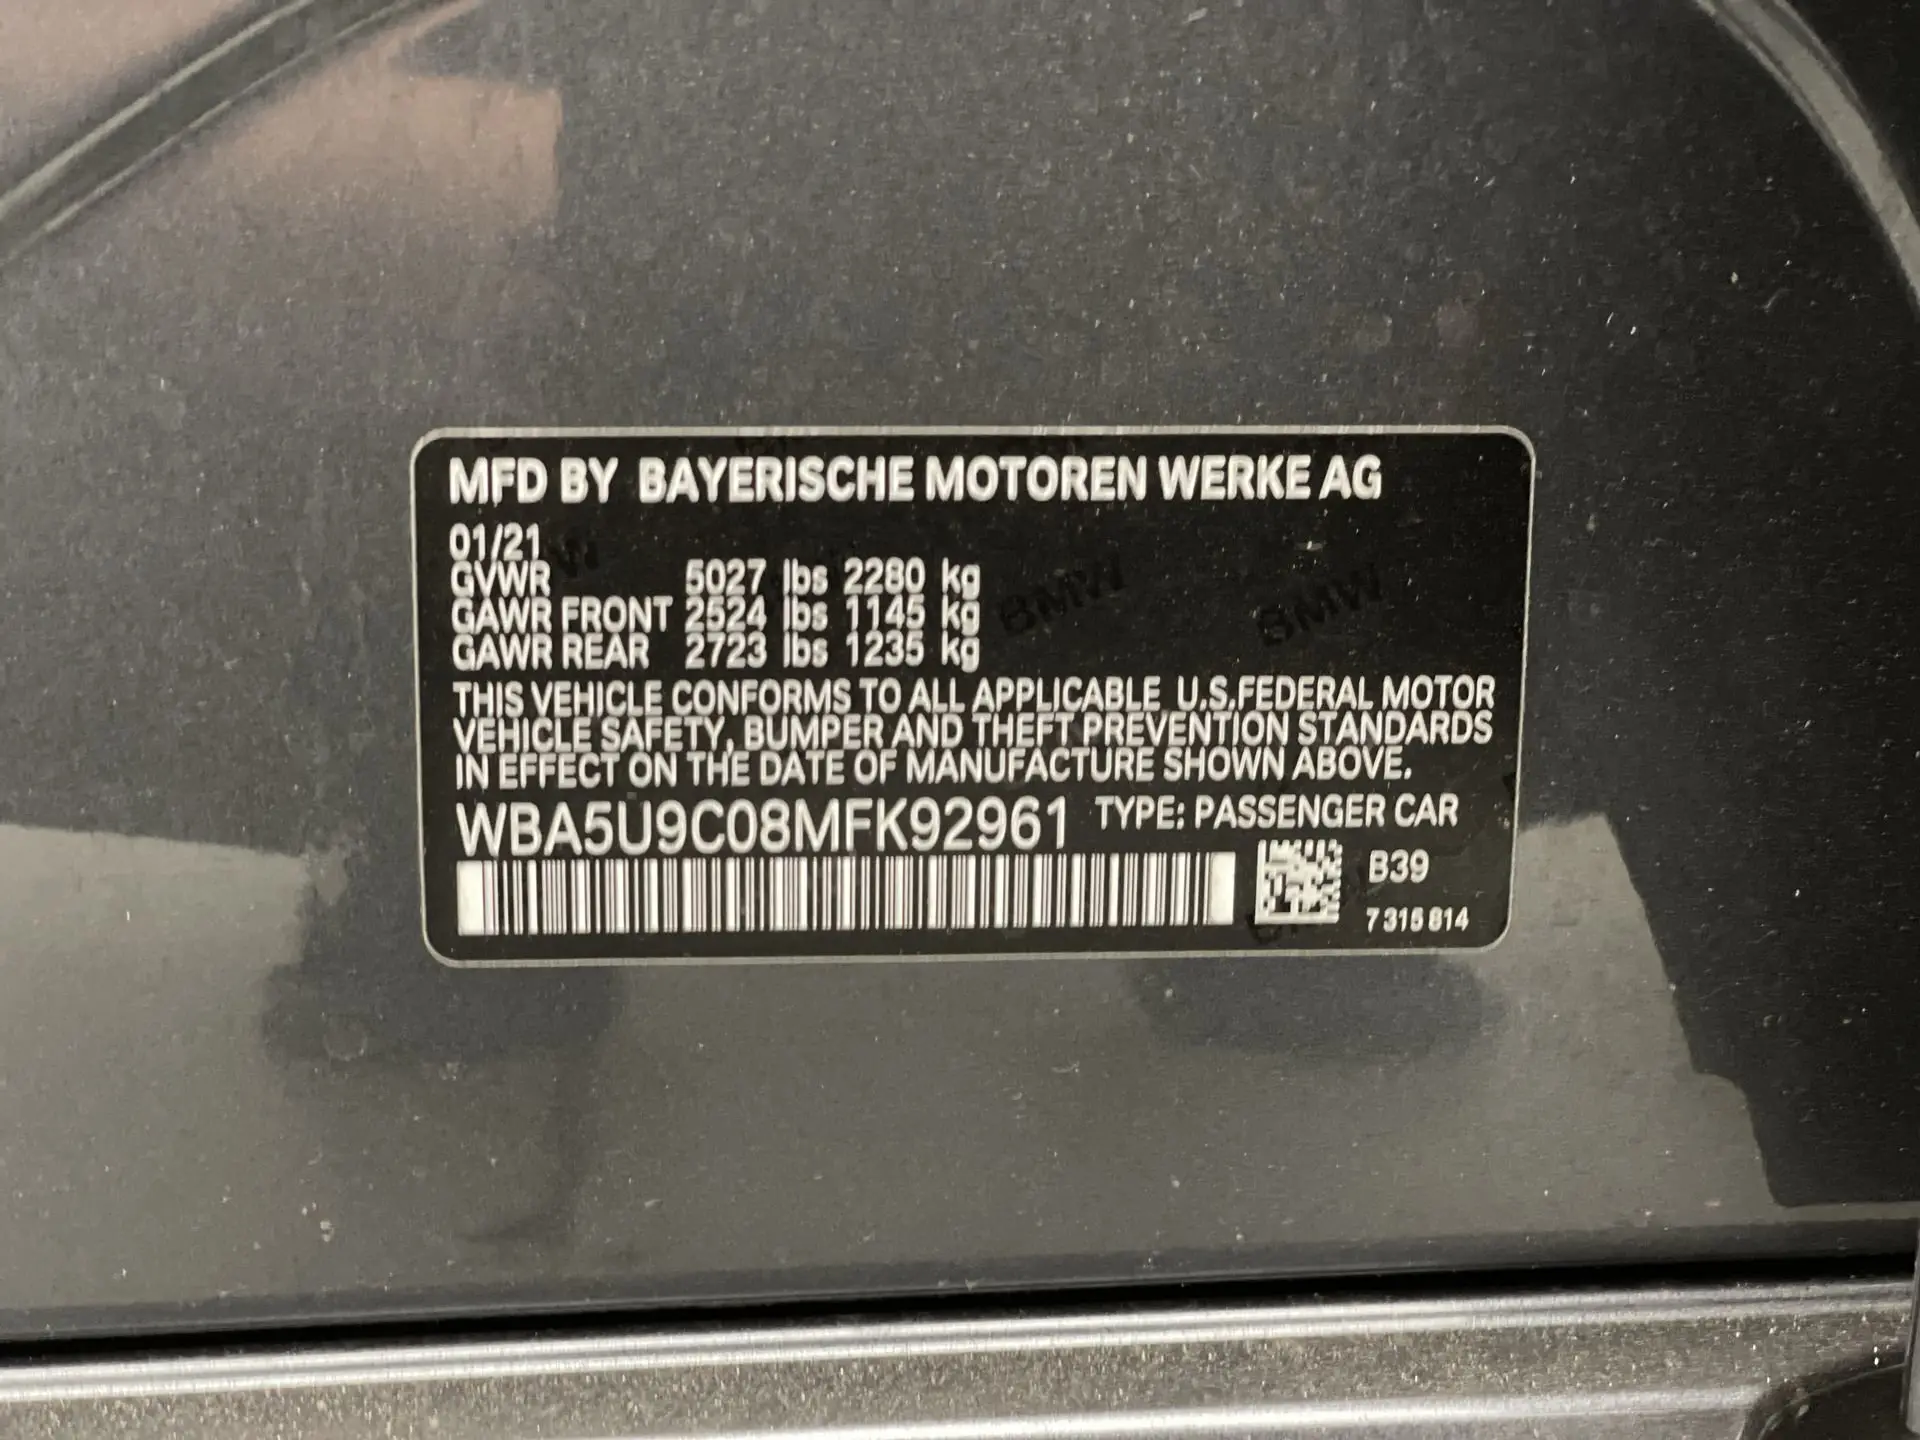 MFD BY BAYERISCHE MOTOREN WERKE AG
01/21
GVWR 5027 lbs 2280 kg
GAWR FRONT 2524 lbs 1145 kg
GAWR REAR 2723 lbs 1235 kg
THIS VEHICLE CONFORMS TO ALL APPLICABLE U.S.FEDERAL MOTOR
VEHICLE SAFETY, BUMPER AND THEFT PREVENTION STANDARDS
IN EFFECT ON THE DATE OF MANUFACTURE SHOWN ABOVE.
WBA5U9C08MFK92961 TYPE: PASSENGER CAR
B39
7 315 814
BMW
BMW